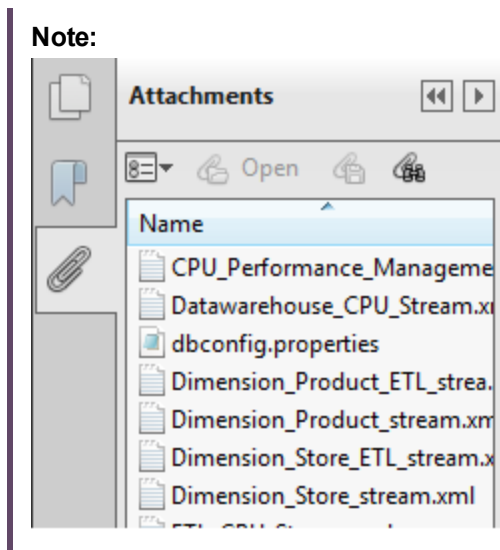 Note:
Attachments
Open
Name
CPU_Performance_Manageme
Datawarehouse_CPU_Stream.x
dbconfig.properties
Dimension_Product_ETL_strea.
Dimension_Product_stream.xm
Dimension_Store_ETL_stream.x
Dimension_Store_stream.xml